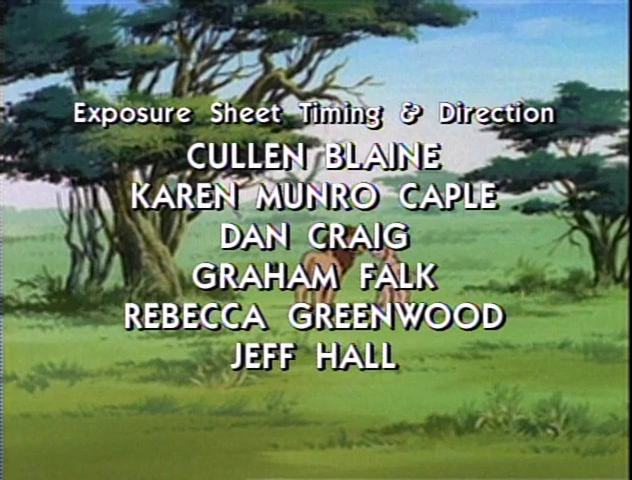 Exposure Sheet Timing & Direction
CULLEN BLAINE
KAREN MUNRO CAPLE
DAN CRAIG
GRAHAM FALK
REBECCA GREENWOOD
JEFF HALL